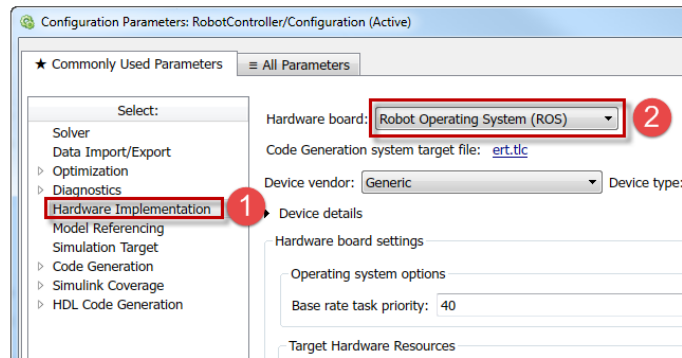 Configuration Parameters: RobotController/Configuration (Active)
★ Commonly Used Parameters
≡ All Parameters
Select:
Solver
Data Import/Export
Optimization
Diagnostics
Hardware Implementation
Model Referencing
Simulation Target
Code Generation
Simulink Coverage
HDL Code Generation
1
Hardware board: Robot Operating System (ROS)
2
Code Generation system target file: ert.tlc
Device vendor: Generic Device type:
Device details
Hardware board settings
Operating system options
Base rate task priority: 40
Target Hardware Resources